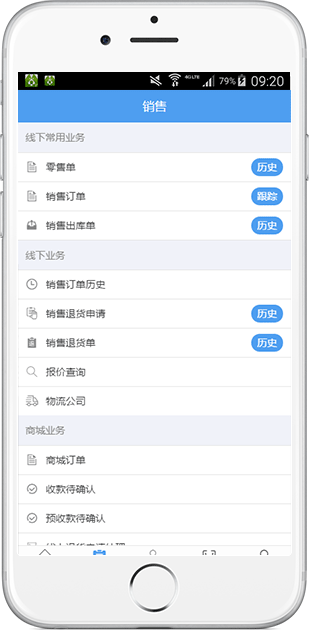 4G LTE 79% 09:20
销售
线下常用业务
零售单 历史
销售订单 跟踪
销售出库单 历史
线下业务
销售订单历史
销售退货申请 历史
销售退货单 历史
报价查询
物流公司
商城业务
商城订单
收款待确认
预收款待确认